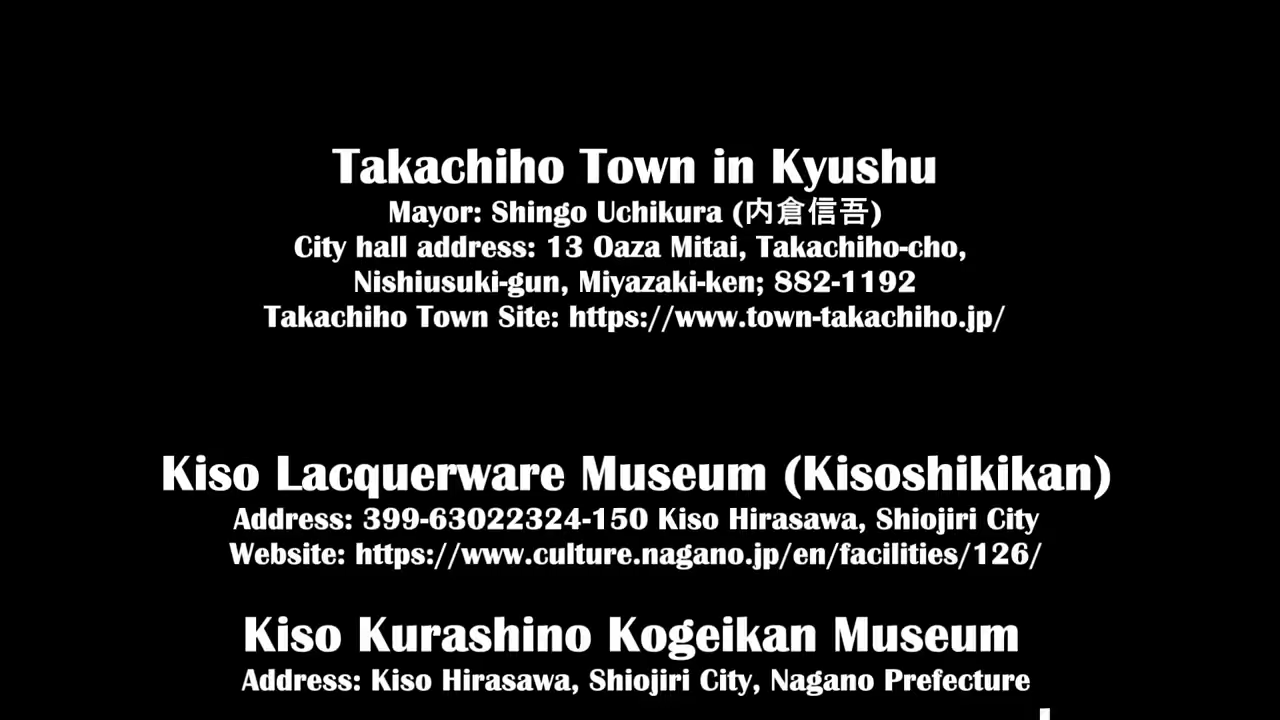 Takachiho Town in Kyushu
Mayor: Shingo Uchikura (内倉信吾)
City hall address: 13 Oaza Mitai, Takachiho-cho,
Nishiusuki-gun, Miyazaki-ken; 882-1192
Takachiho Town Site: https://www.town-takachiho.jp/
Kiso Lacquerware Museum (Kisoshikikan)
Address: 399-63022324-150 Kiso Hirasawa, Shiojiri City
Website: https://www.culture.nagano.jp/en/facilities/126/
Kiso Kurashino Kogeikan Museum
Address: Kiso Hirasawa, Shiojiri City, Nagano Prefecture